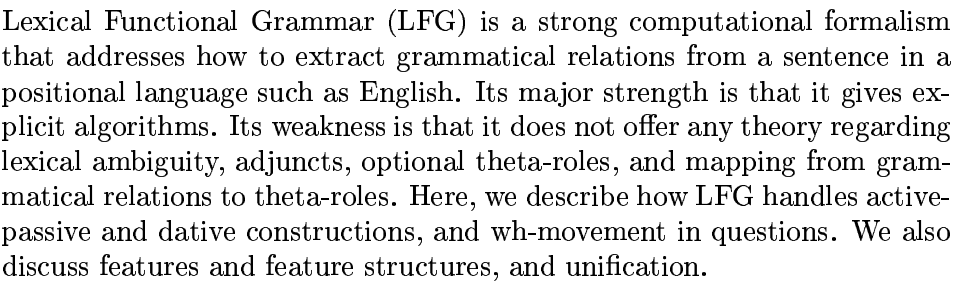 Lexical Functional Grammar (LFG) is a strong computational formalism
that addresses how to extract grammatical relations from a sentence in a
positional language such as English. Its major strength is that it gives ex-
plicit algorithms. Its weakness is that it does not offer any theory regarding
lexical ambiguity, adjuncts, optional theta-roles, and mapping from gram-
matical relations to theta-roles. Here, we describe how LFG handles active-
passive and dative constructions, and wh-movement in questions. We also
discuss features and feature structures, and unification.